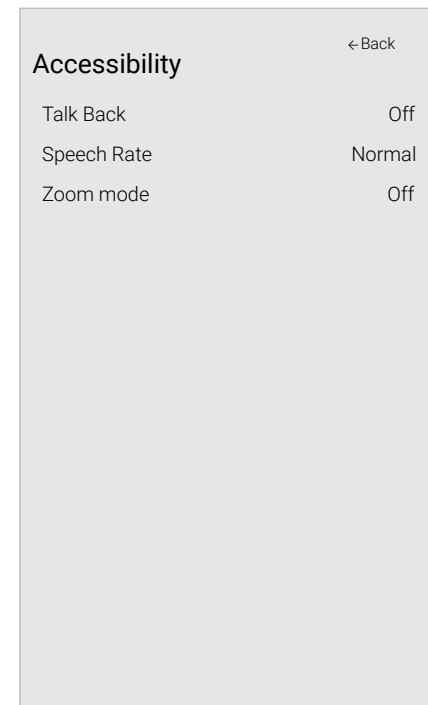 ←Back
Accessibility
Talk Back Off
Speech Rate Normal
Zoom mode Off